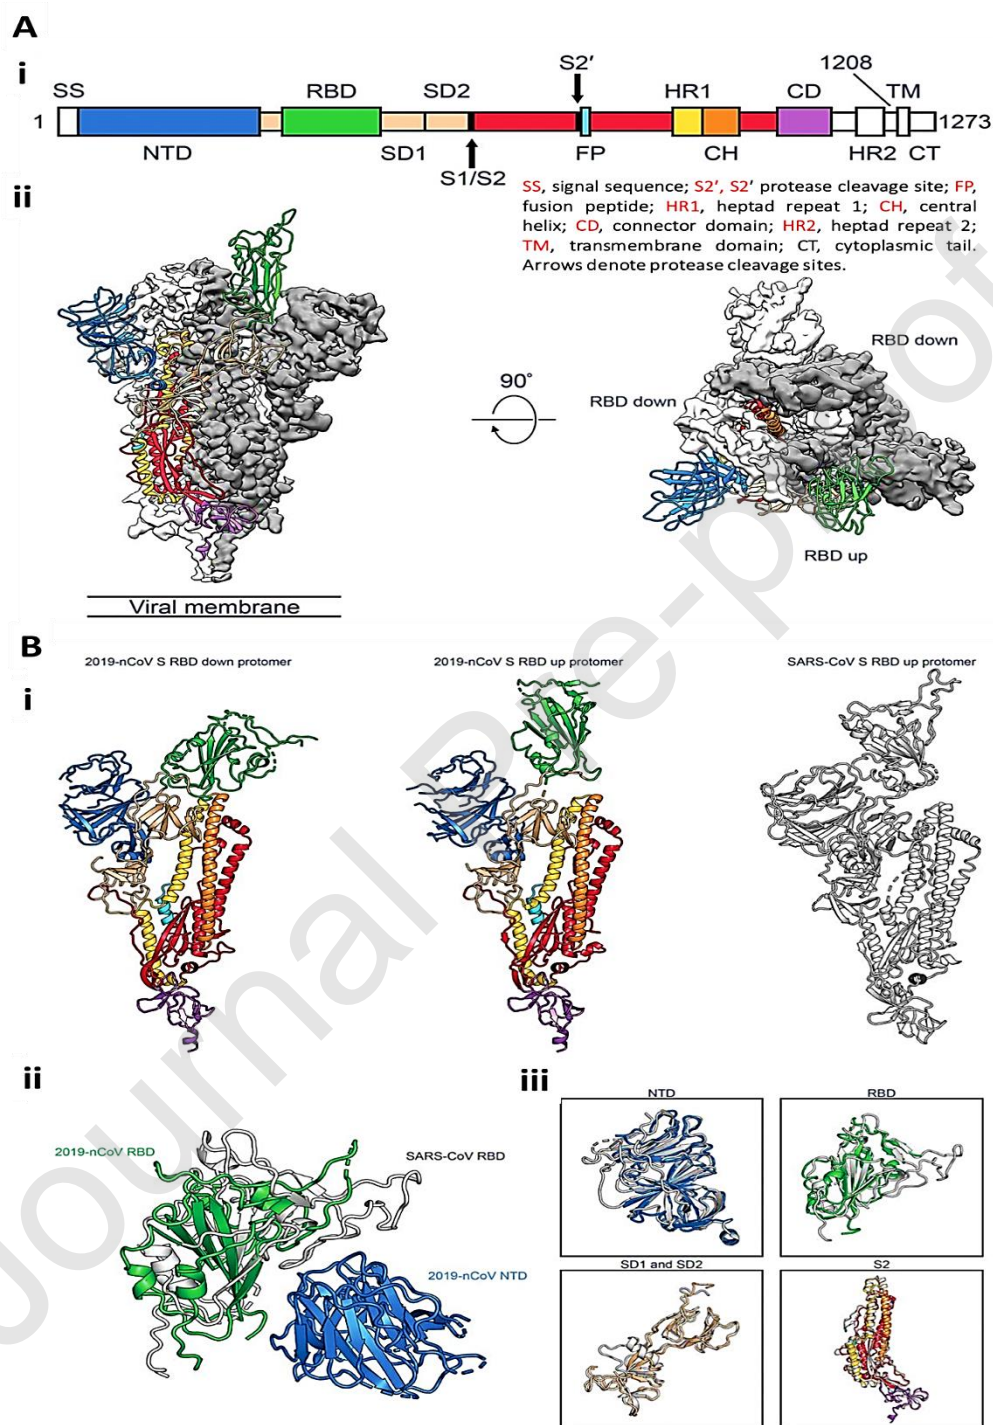 A
i
S2′
1208
SS
RBD
SD2
HR1
CD
TM
1
1273
NTD
SD1
FP
CH
HR2
CT
S1/S2
ii
SS, signal sequence; S2′, S2′ protease cleavage site; FP,
fusion peptide; HR1, heptad repeat 1; CH, central
helix; CD, connector domain; HR2, heptad repeat 2;
TM, transmembrane domain; CT, cytoplasmic tail.
Arrows denote protease cleavage sites.
RBD down
90°
RBD down
RBD up
Viral membrane
B
2019-nCoV S RBD down protomer
2019-nCoV S RBD up protomer
SARS-CoV S RBD up protomer
i
ii
iii
NTD
RBD
2019-nCoV RBD
SARS-CoV RBD
2019-nCoV NTD
SD1 and SD2
S2
Journal Pre-proof